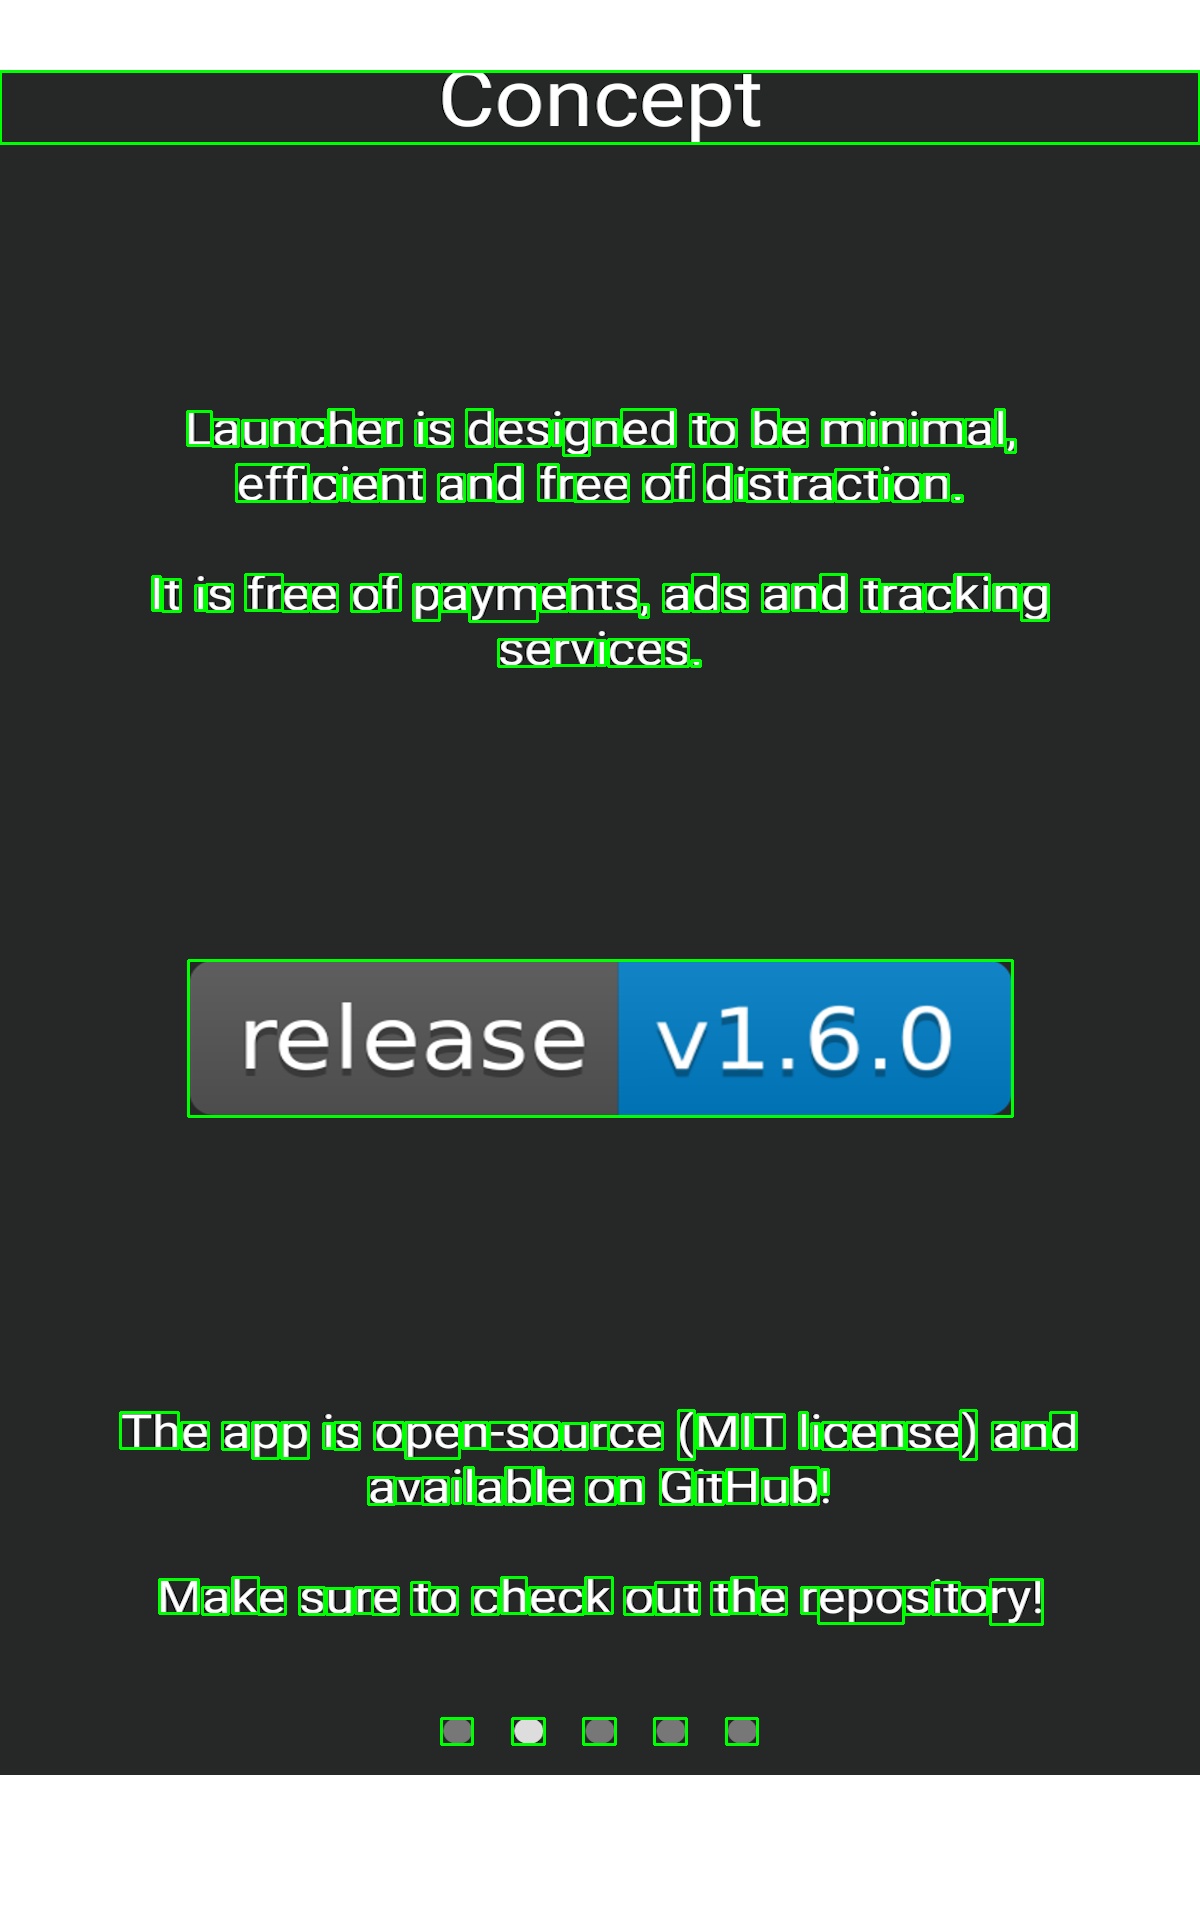 Concept
Launcher is designed to be minimal,
efficient and free of distraction.
It is free of payments, ads and tracking
services.
release v1.6.0
The app is open-source (MIT license) and
available on GitHub!
Make sure to check out the repository!